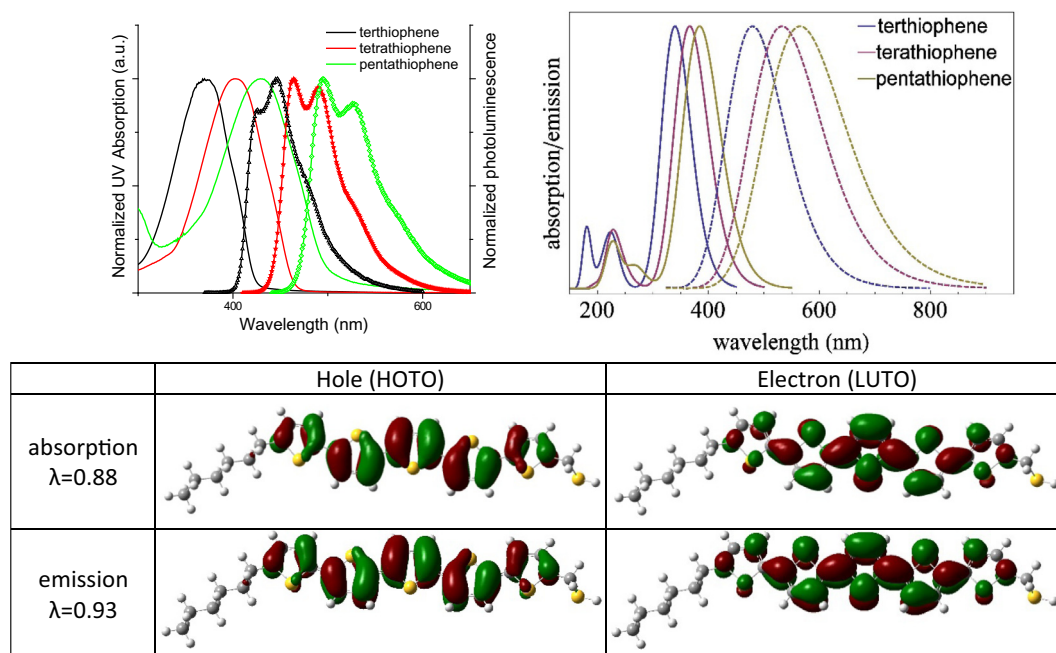 Normalized UV Absorption (a.u.)
terthiophene
tetrathiophene
pentathiophene
Normalized photoluminescence
400
600
Wavelength (nm)
absorption/emission
terthiophene
terathiophene
pentathiophene
200
400
600
800
wavelength (nm)
Hole (HOTO)
Electron (LUTO)
absorption
λ=0.88
emission
λ=0.93